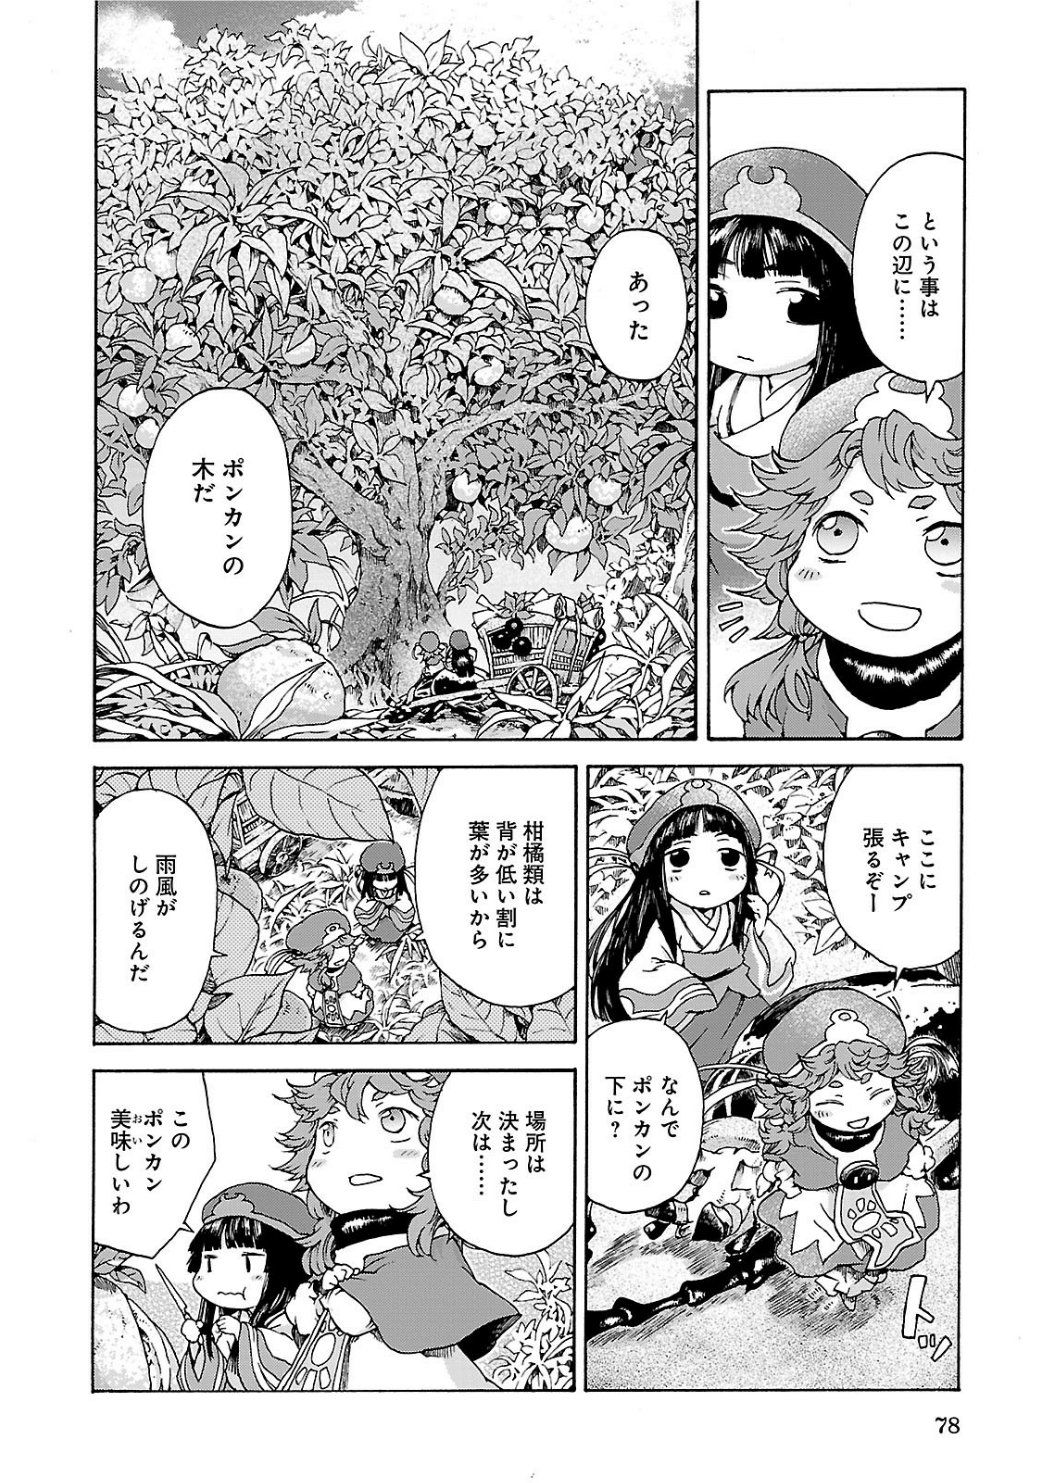 という事は
この辺に……
あった
ポンカンの
木だ
ここに
キャンプ
張るぞー
なんで
ポンカンの
下に？
ドッ
柑橘類は
背が低い割に
葉が多いから
雨風が
しのげるんだ
場所は
決まったし
次は……
この
ポンカン
美味しいわ
おい
78